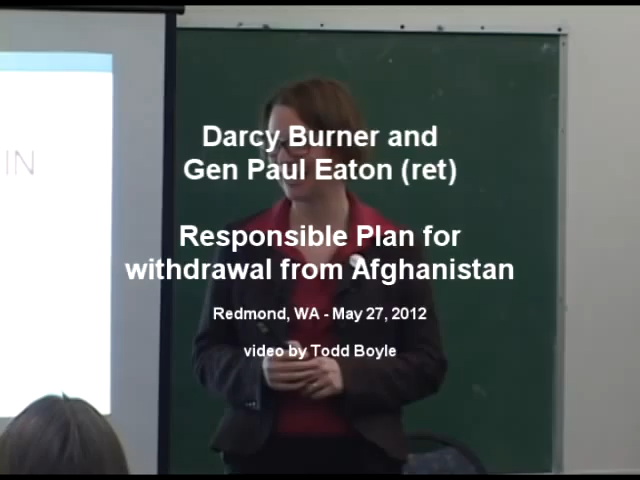 IN
Darcy Burner and
Gen Paul Eaton (ret)
Responsible Plan for
withdrawal from Afghanistan
Redmond, WA - May 27, 2012
video by Todd Boyle